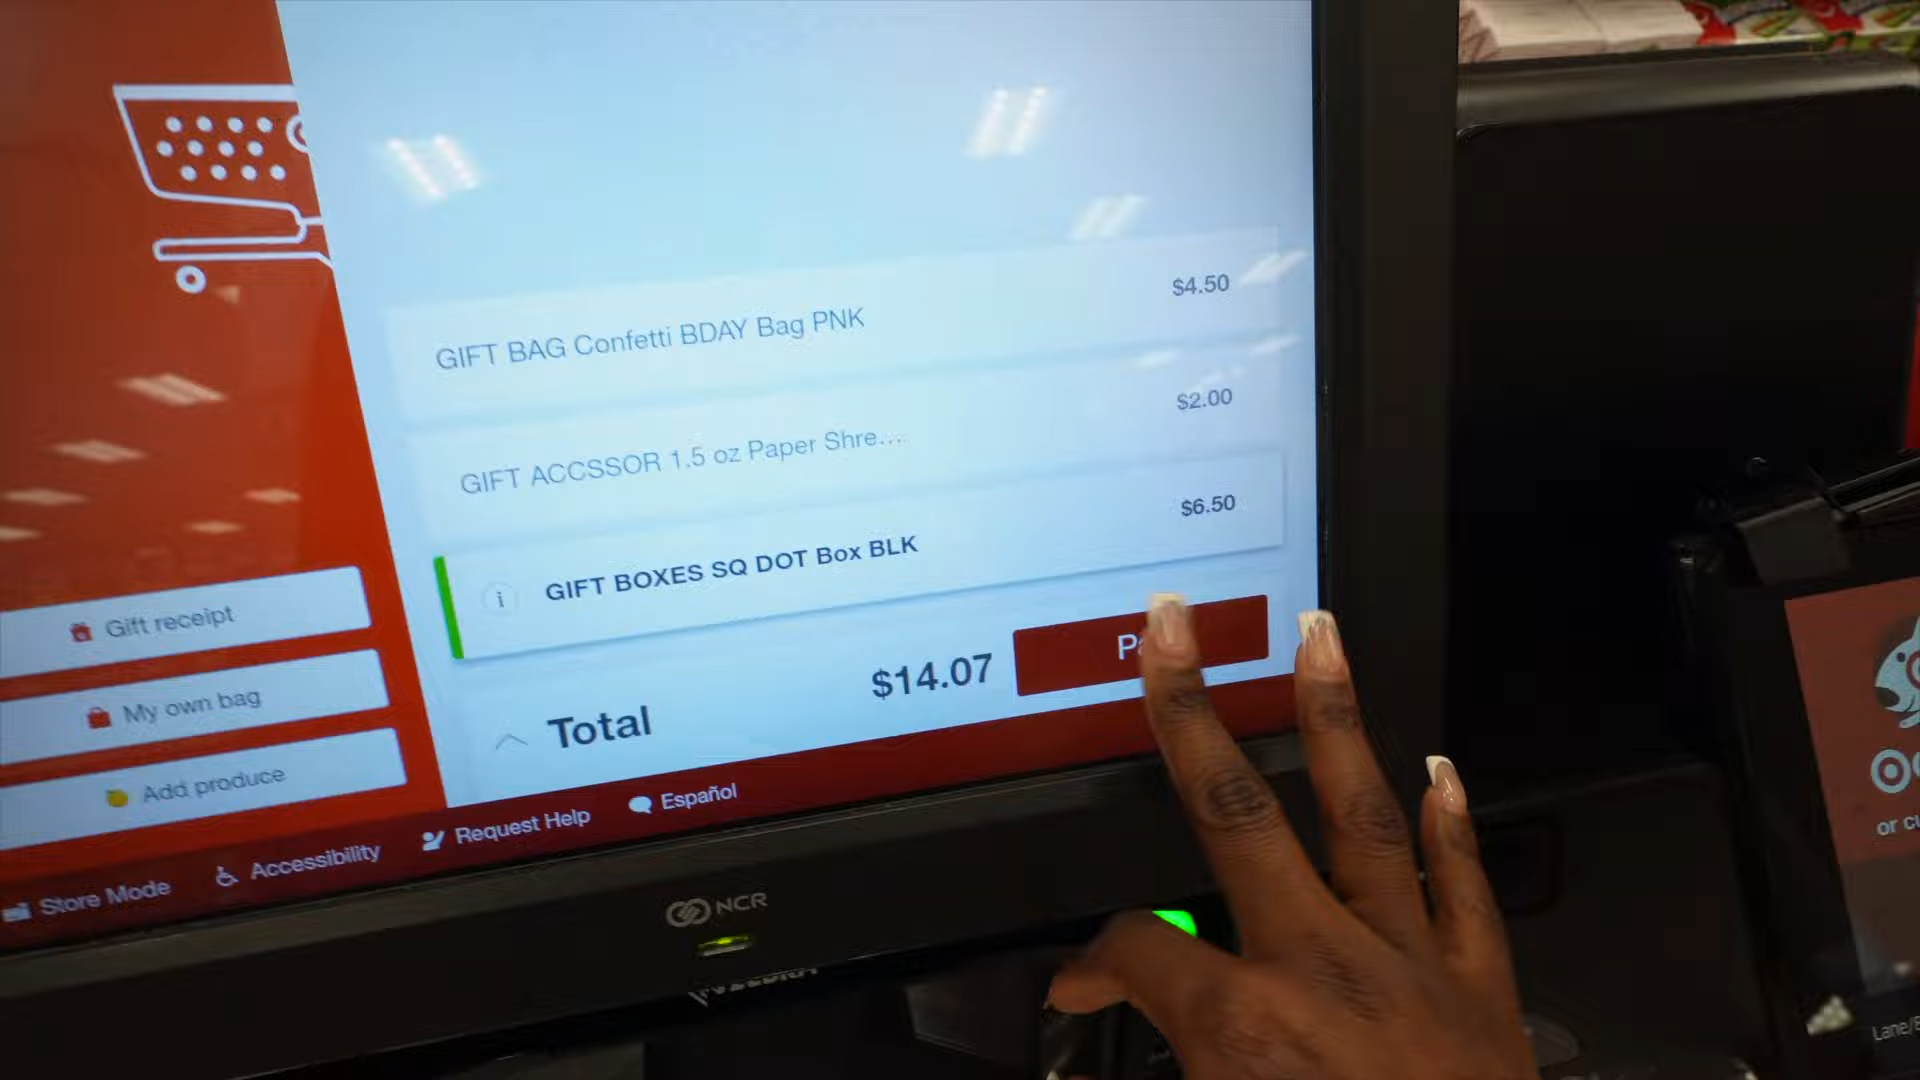 GIFT BAG Confetti BDAY Bag PNK $4.50
GIFT ACCSSOR 1.5 oz Paper Shre... $2.00
i GIFT BOXES SQ DOT Box BLK $6.50
Total $14.07
Gift receipt
My own bag
Add produce
Store Mode Accessibility Request Help Español
NCR
or
Lane/